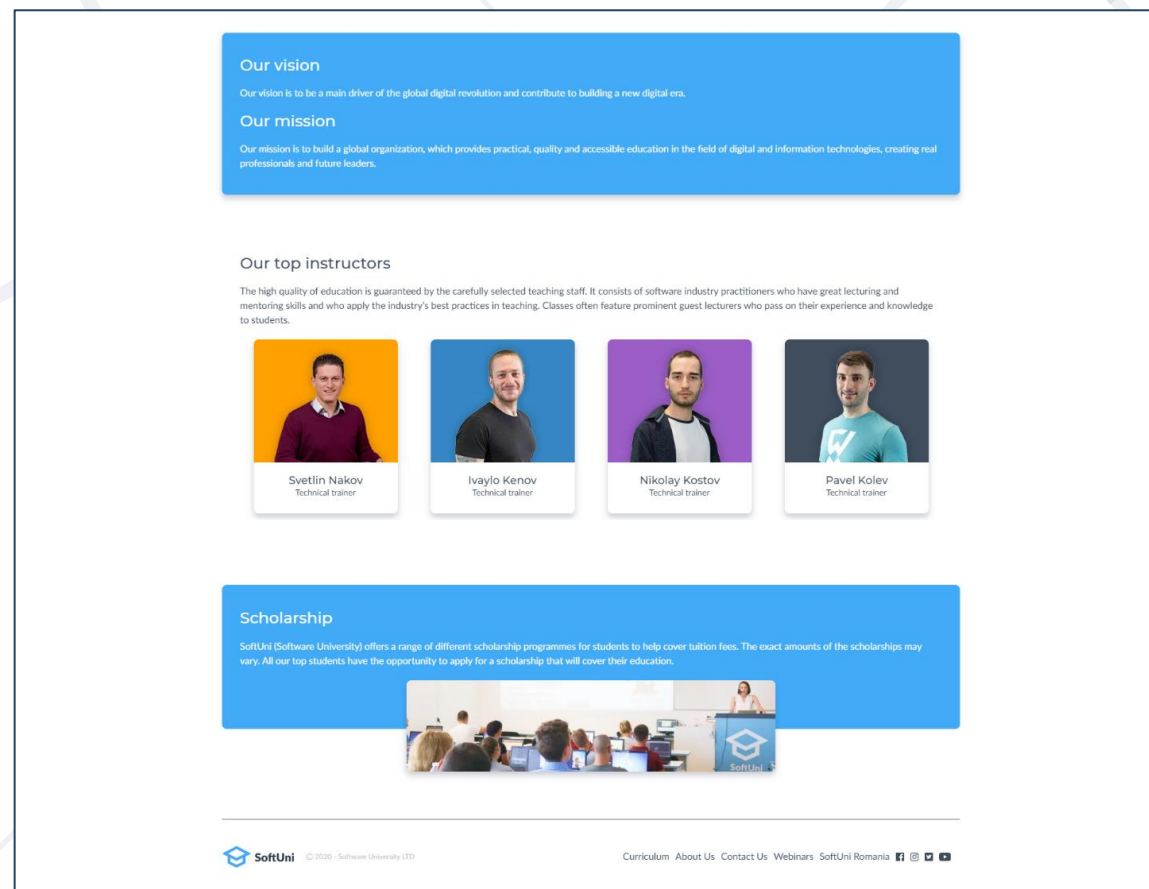 Our vision
Our vision is to be a main driver of the global digital revolution and contribute to building a new digital era.
Our mission
Our mission is to build a global organization, which provides practical, quality and accessible education in the field of digital and information technologies, creating real
professionals and future leaders.
Our top instructors
The high quality of education is guaranteed by the carefully selected teaching staff. It consists of software industry practitioners who have great lecturing and
mentoring skills and who apply the industry's best practices in teaching. Classes often feature prominent guest lecturers who pass on their experience and knowledge
to students.
Svetlin Nakov
Technical trainer
Ivaylo Kenov
Technical trainer
Nikolay Kostov
Technical trainer
Pavel Kolev
Technical trainer
Scholarship
SoftUni (Software University) offers a range of different scholarship programmes for students to help cover tuition fees. The exact amounts of the scholarships may
vary. All our top students have the opportunity to apply for a scholarship that will cover their education.
SoftUni
SoftUni © 2020 - Software University LTD
Curriculum About Us Contact Us Webinars SoftUni Romania